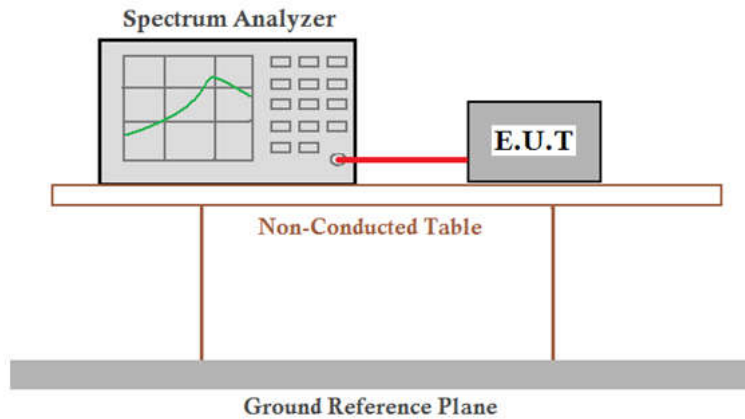 Spectrum Analyzer
E.U.T
Non-Conducted Table
Ground Reference Plane